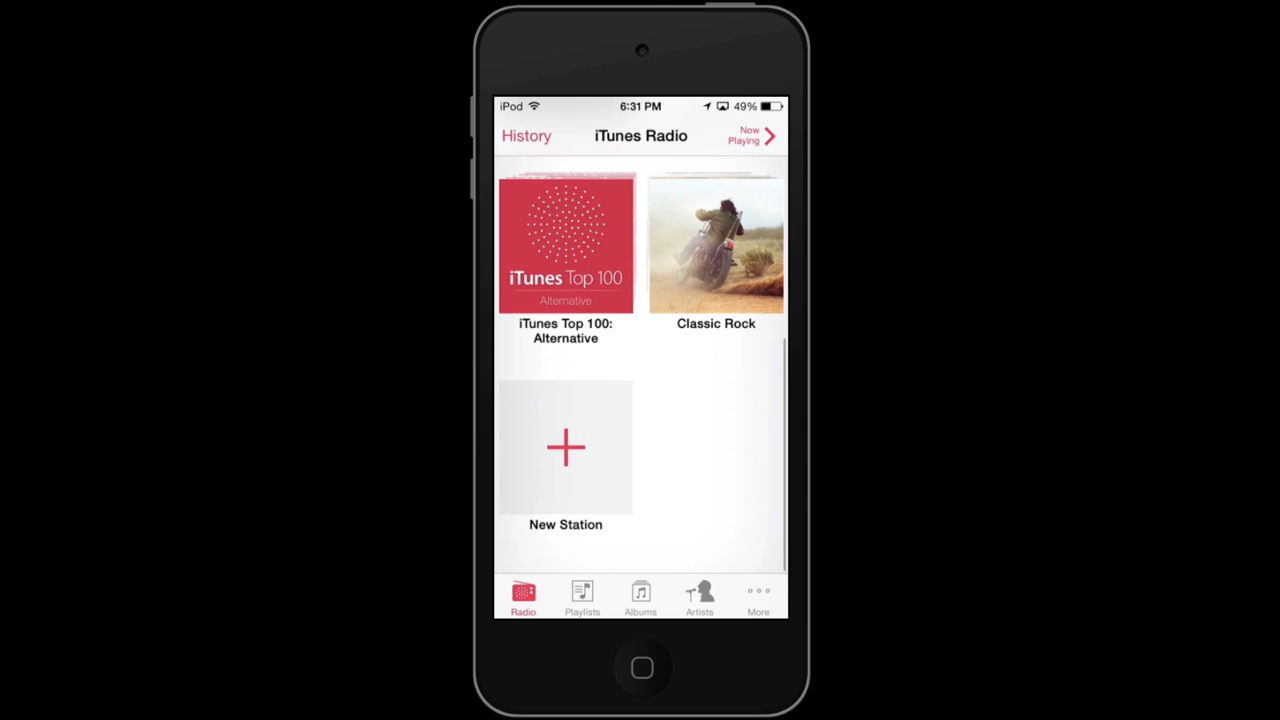 iPod 6:31 PM 49%
History iTunes Radio Now
Playing
iTunes Top 100
Alternative
iTunes Top 100:
Alternative
Classic Rock
New Station
Radio Playlists Albums Artists More